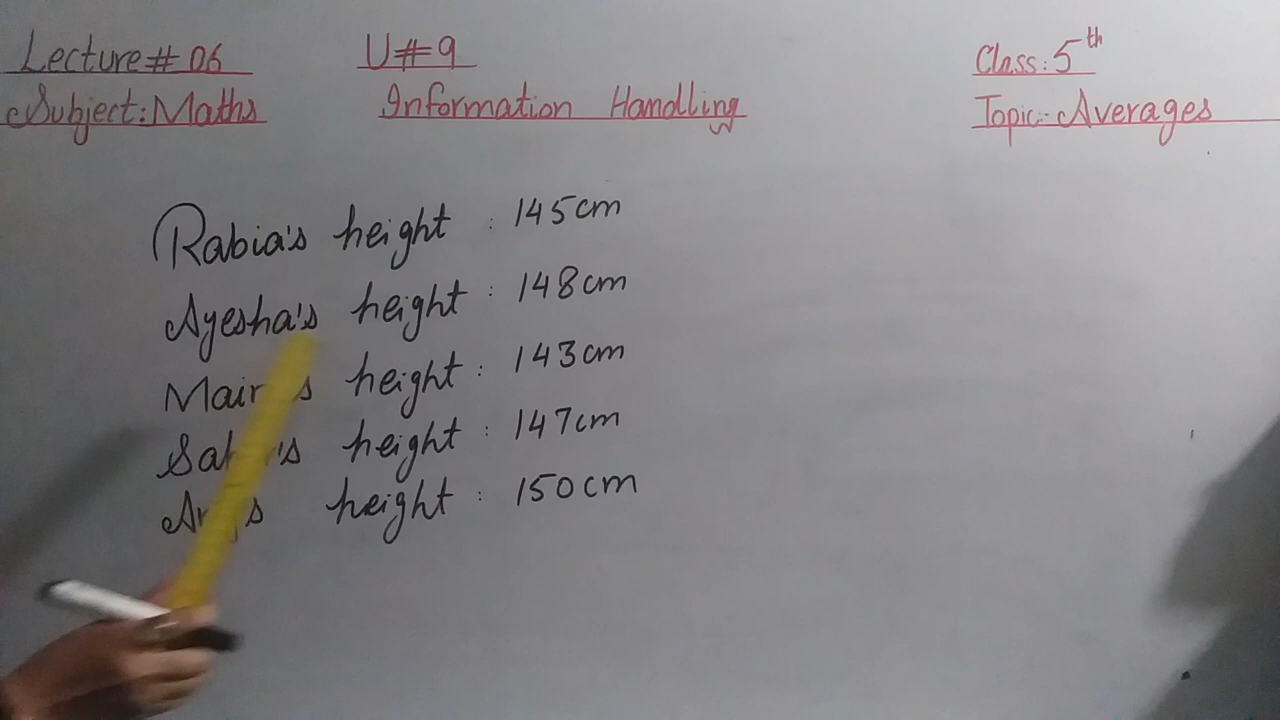 Lecture# 06 U#9 Class: 5th
Subject: Maths Information Handling Topic:- Averages
Rabia's height : 145cm
Ayesha's height : 148cm
height : 143cm
height : 147cm
height : 150cm